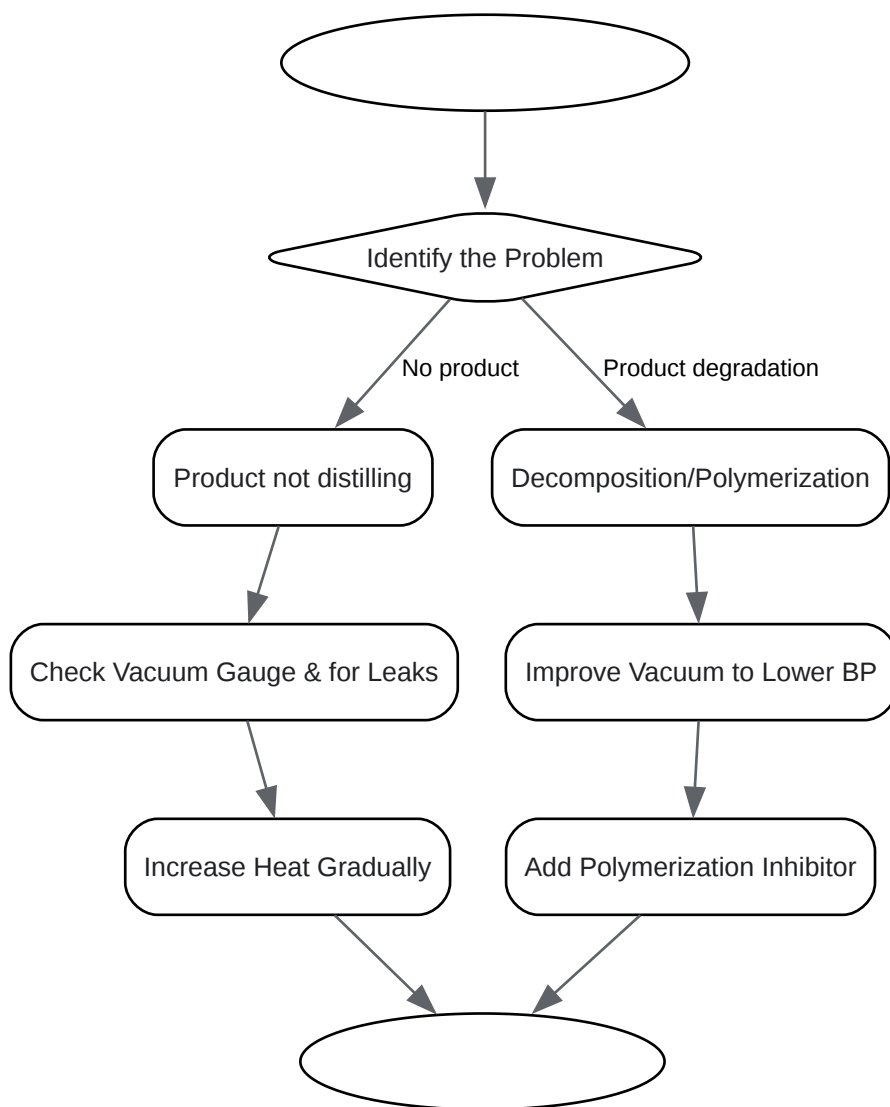 Identify the Problem
No product
Product degradation
Product not distilling
Decomposition/Polymerization
Check Vacuum Gauge & for Leaks
Improve Vacuum to Lower BP
Increase Heat Gradually
Add Polymerization Inhibitor